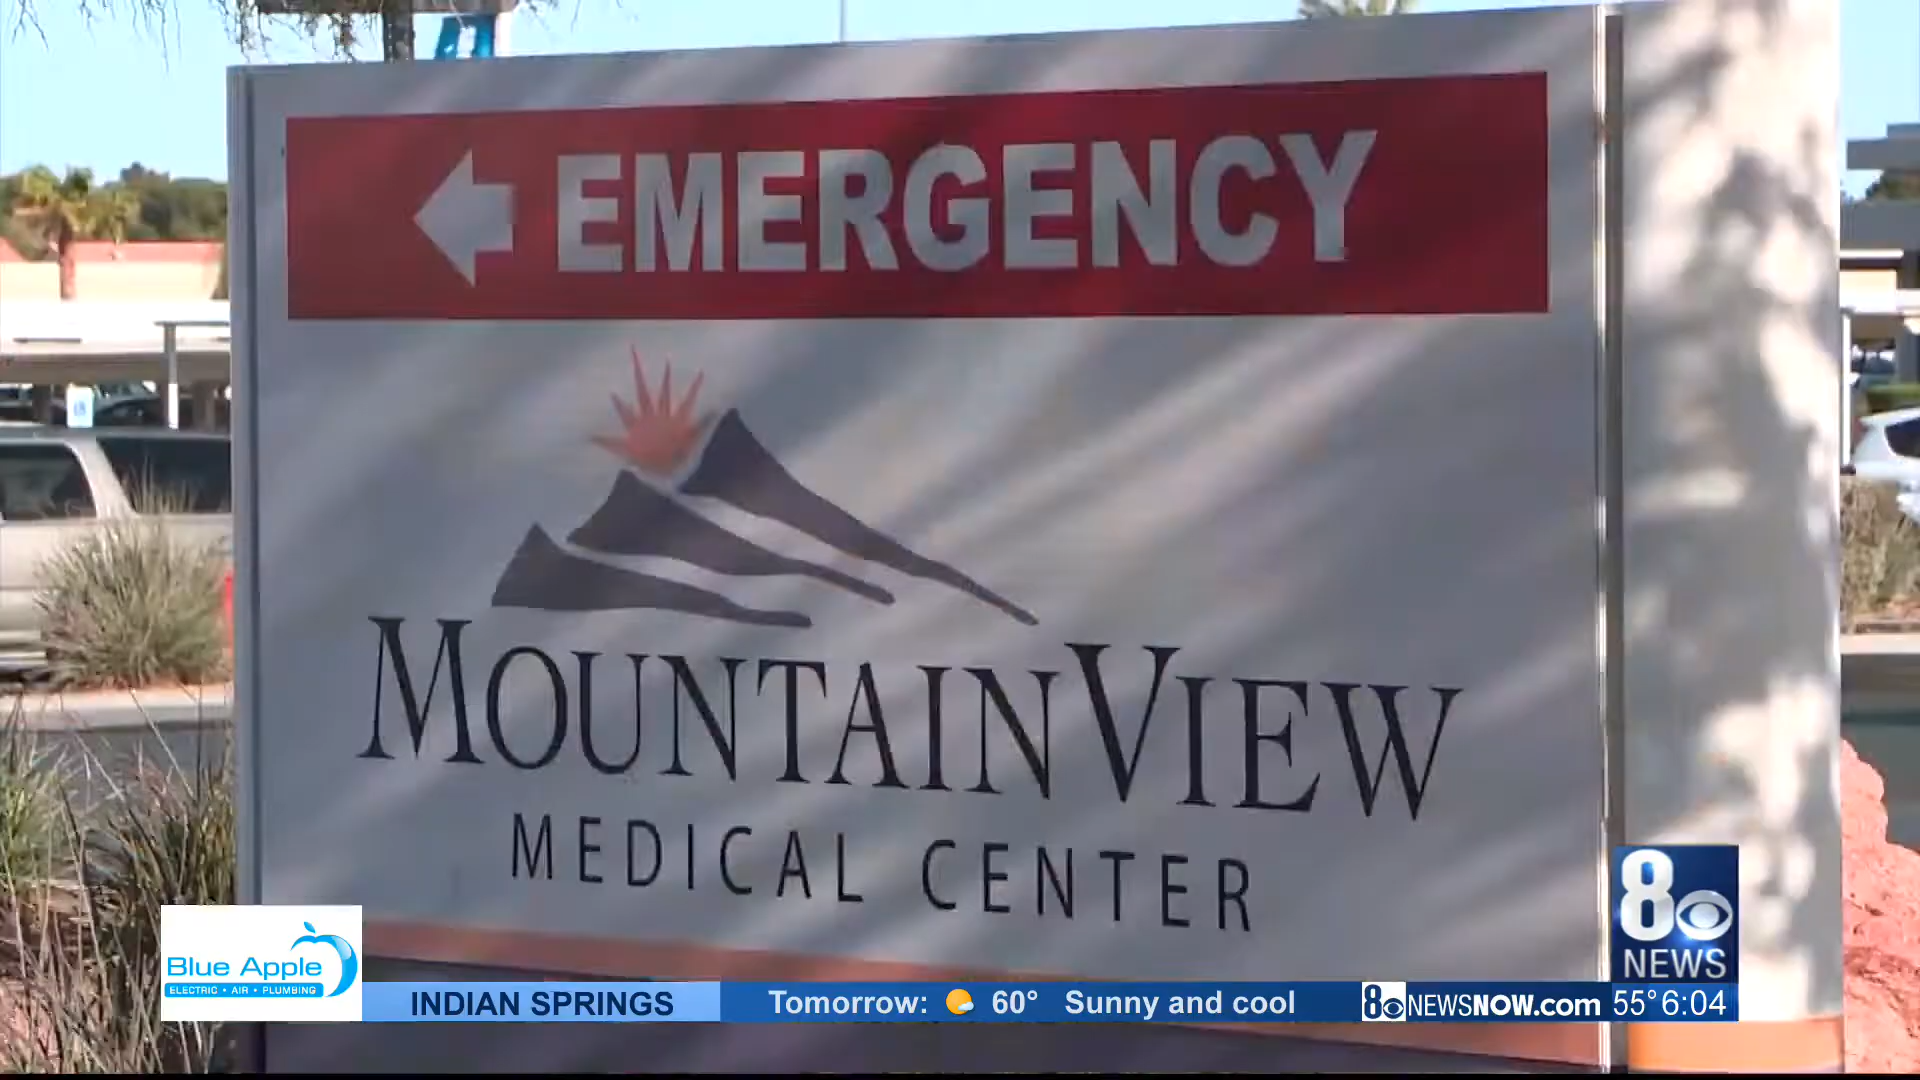 EMERGENCY
MOUNTAINVIEW
MEDICAL CENTER
8
NEWS
Blue Apple
ELECTRIC • AIR • PLUMBING
INDIAN SPRINGS Tomorrow: 60° Sunny and cool 8NEWSNOW.com 55° 6:04